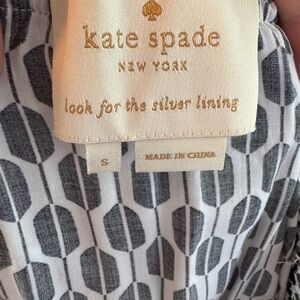 kate spade
NEW YORK
look for the silver lining
S
MADE IN CHINA